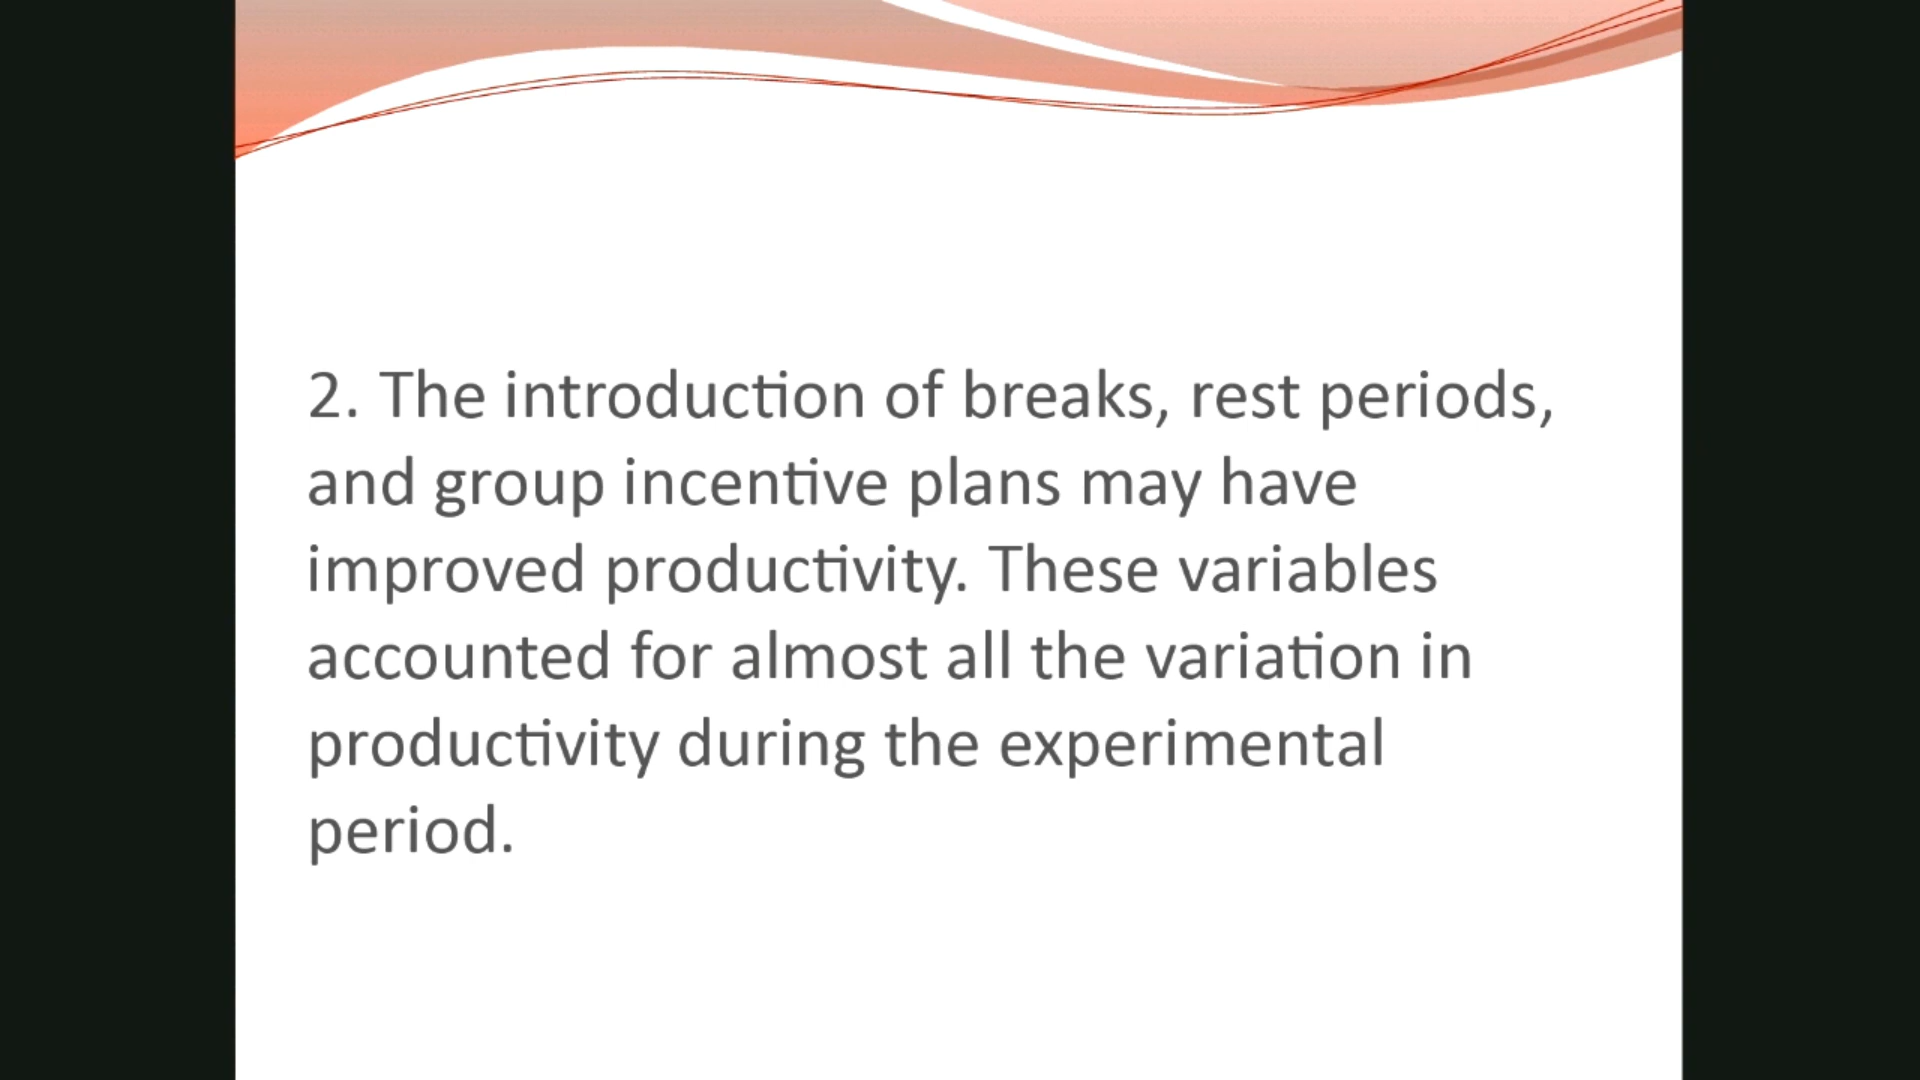 2. The introduction of breaks, rest periods,
and group incentive plans may have
improved productivity. These variables
accounted for almost all the variation in
productivity during the experimental
period.